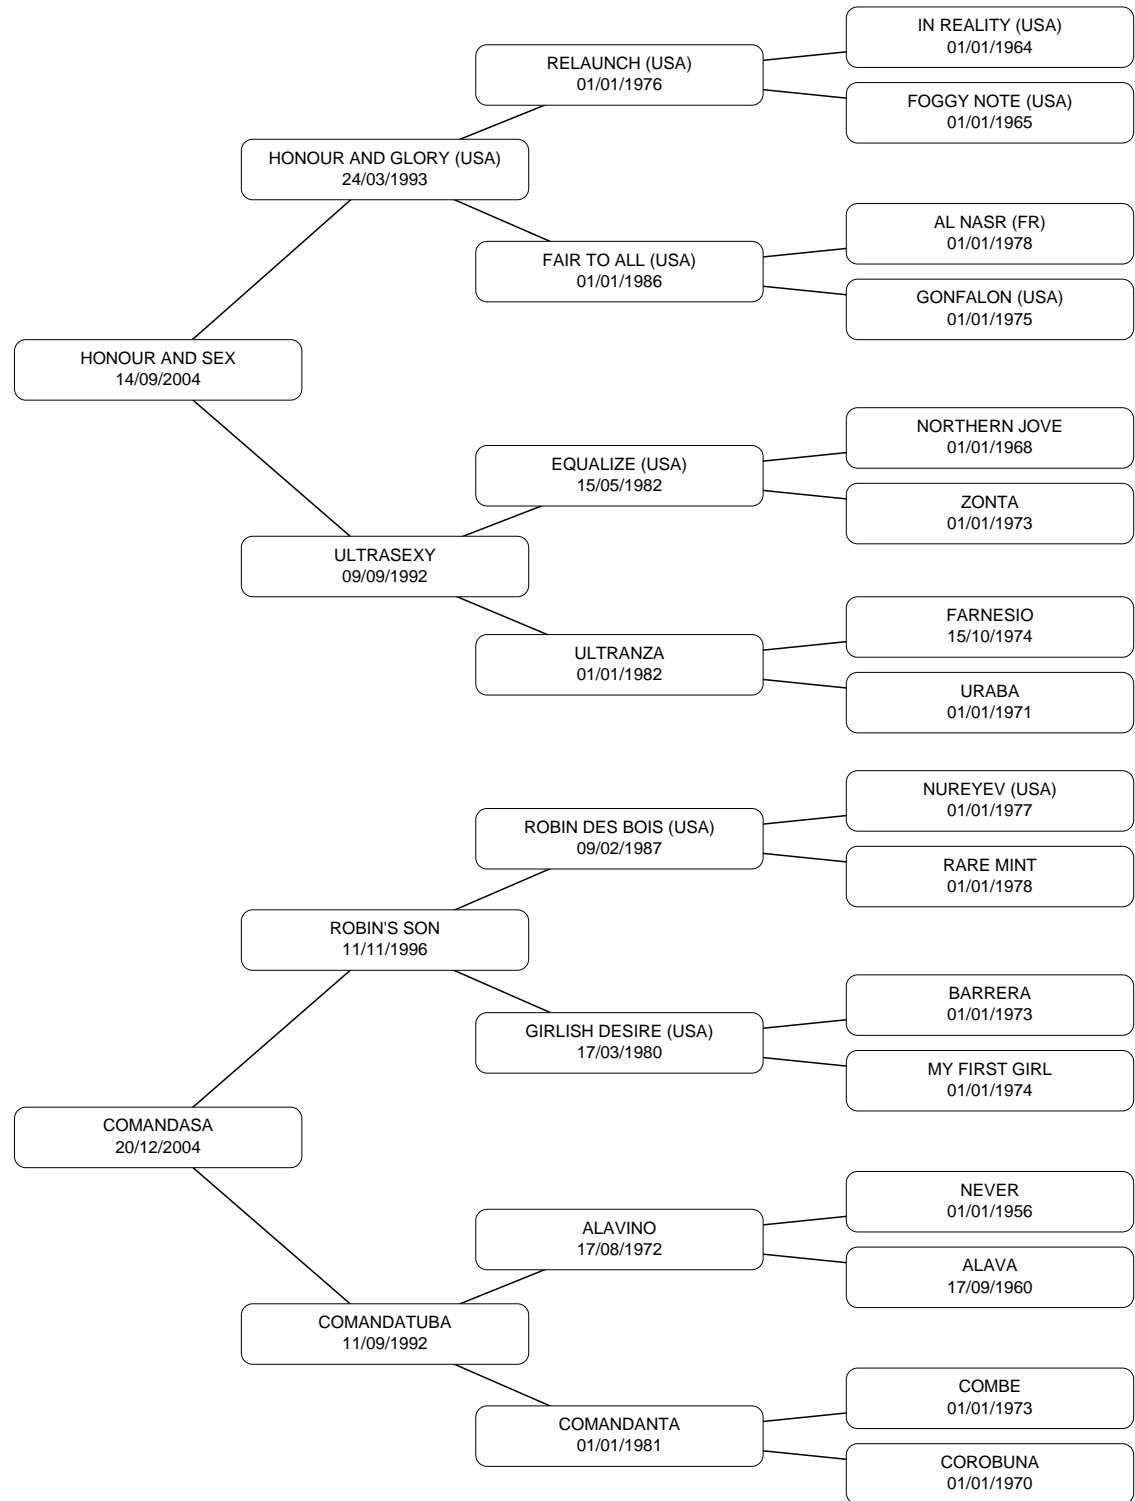 IN REALITY (USA)
01/01/1964
RELAUNCH (USA)
01/01/1976
FOGGY NOTE (USA)
01/01/1965
HONOUR AND GLORY (USA)
24/03/1993
AL NASR (FR)
01/01/1978
FAIR TO ALL (USA)
01/01/1986
GONFALON (USA)
01/01/1975
HONOUR AND SEX
14/09/2004
NORTHERN JOVE
01/01/1968
EQUALIZE (USA)
15/05/1982
ZONTA
01/01/1973
ULTRASEXY
09/09/1992
FARNESIO
15/10/1974
ULTRANZA
01/01/1982
URABA
01/01/1971
NUREYEV (USA)
01/01/1977
ROBIN DES BOIS (USA)
09/02/1987
RARE MINT
01/01/1978
ROBIN'S SON
11/11/1996
BARRERA
01/01/1973
GIRLISH DESIRE (USA)
17/03/1980
MY FIRST GIRL
01/01/1974
COMANDASA
20/12/2004
NEVER
01/01/1956
ALAVINO
17/08/1972
ALAVA
17/09/1960
COMANDATUBA
11/09/1992
COMBE
01/01/1973
COMANDANTA
01/01/1981
COROBUNA
01/01/1970